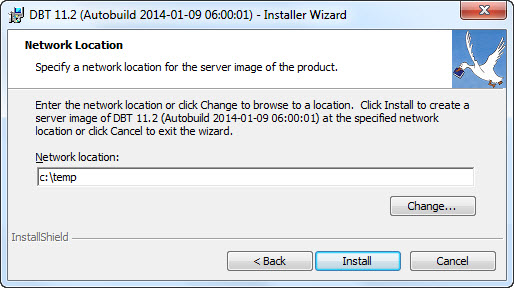 DBT 11.2 (Autobuild 2014-01-09 06:00:01) - Installer Wizard
Network Location
Specify a network location for the server image of the product.
Enter the network location or click Change to browse to a location.  Click Install to create a
server image of DBT 11.2 (Autobuild 2014-01-09 06:00:01) at the specified network
location or click Cancel to exit the wizard.
Network location:
c:\temp
Change...
InstallShield
< Back
Install
Cancel